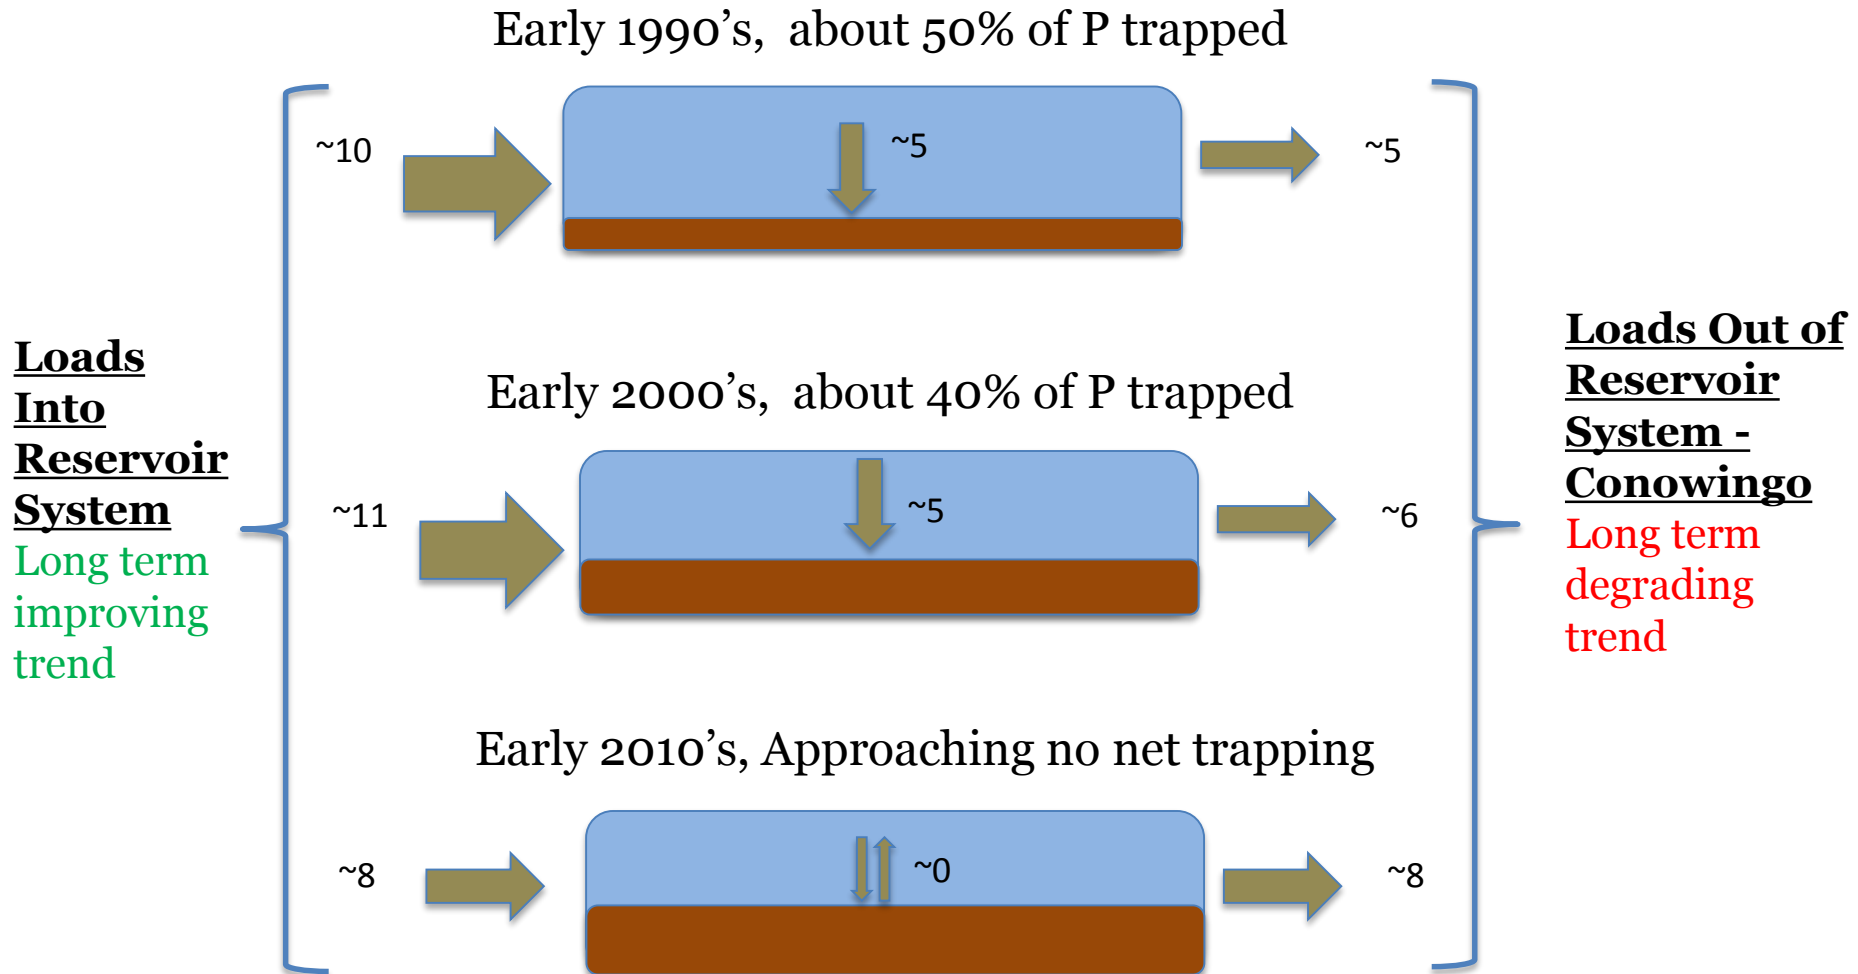 Early 1990’s,  about 50% of P trapped
~10
~5
~5
Loads
Into
Reservoir
System
Long term
improving
trend
Early 2000’s,  about 40% of P trapped
~11
~5
~6
Loads Out of
Reservoir
System -
Conowingo
Long term
degrading
trend
Early 2010’s, Approaching no net trapping
~8
~0
~8